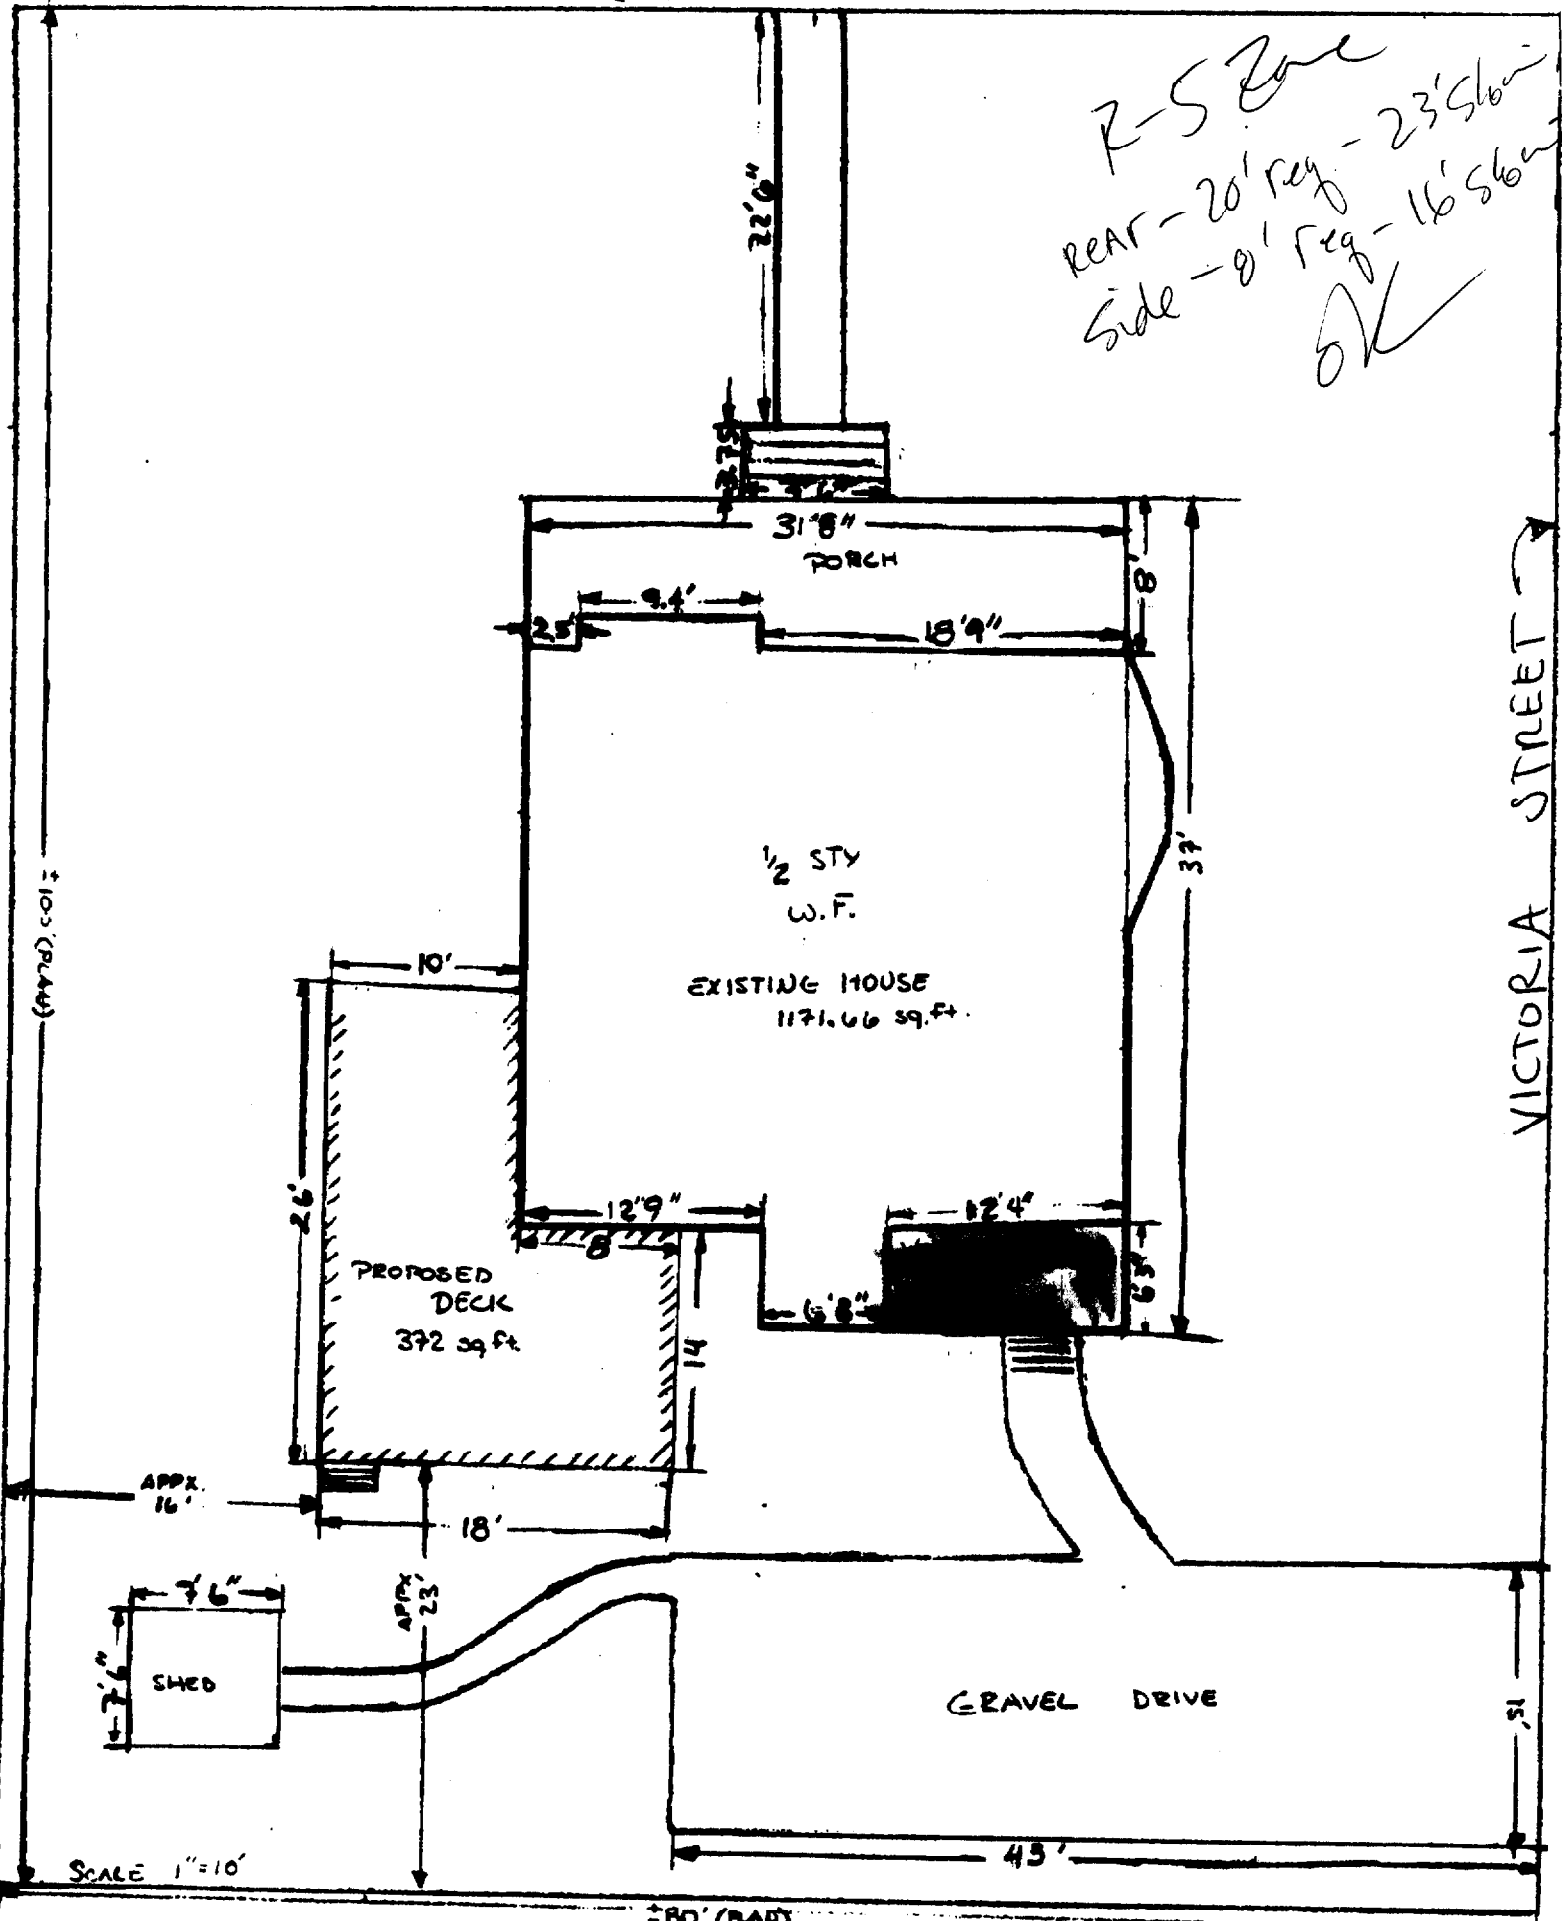 R-5 Zone
REAR - 20' req - 23' Shown
Side - 8' req - 16' Shown
OK
22'6"
3.75
31'8"
PORCH
8'
9.4'
2.5'
18'9"
VICTORIA STREET
37'
1/2 STY
W.F.
EXISTING HOUSE
1171.66 sq.ft.
10'
26'
12'9"
12'4"
8
6'3"
6'8"
PROPOSED
DECK
372 sq ft.
14
APPX.
16'
18'
APPX
23'
7'6"
7'6"
SHED
GRAVEL DRIVE
15'
43'
SCALE 1"=10'